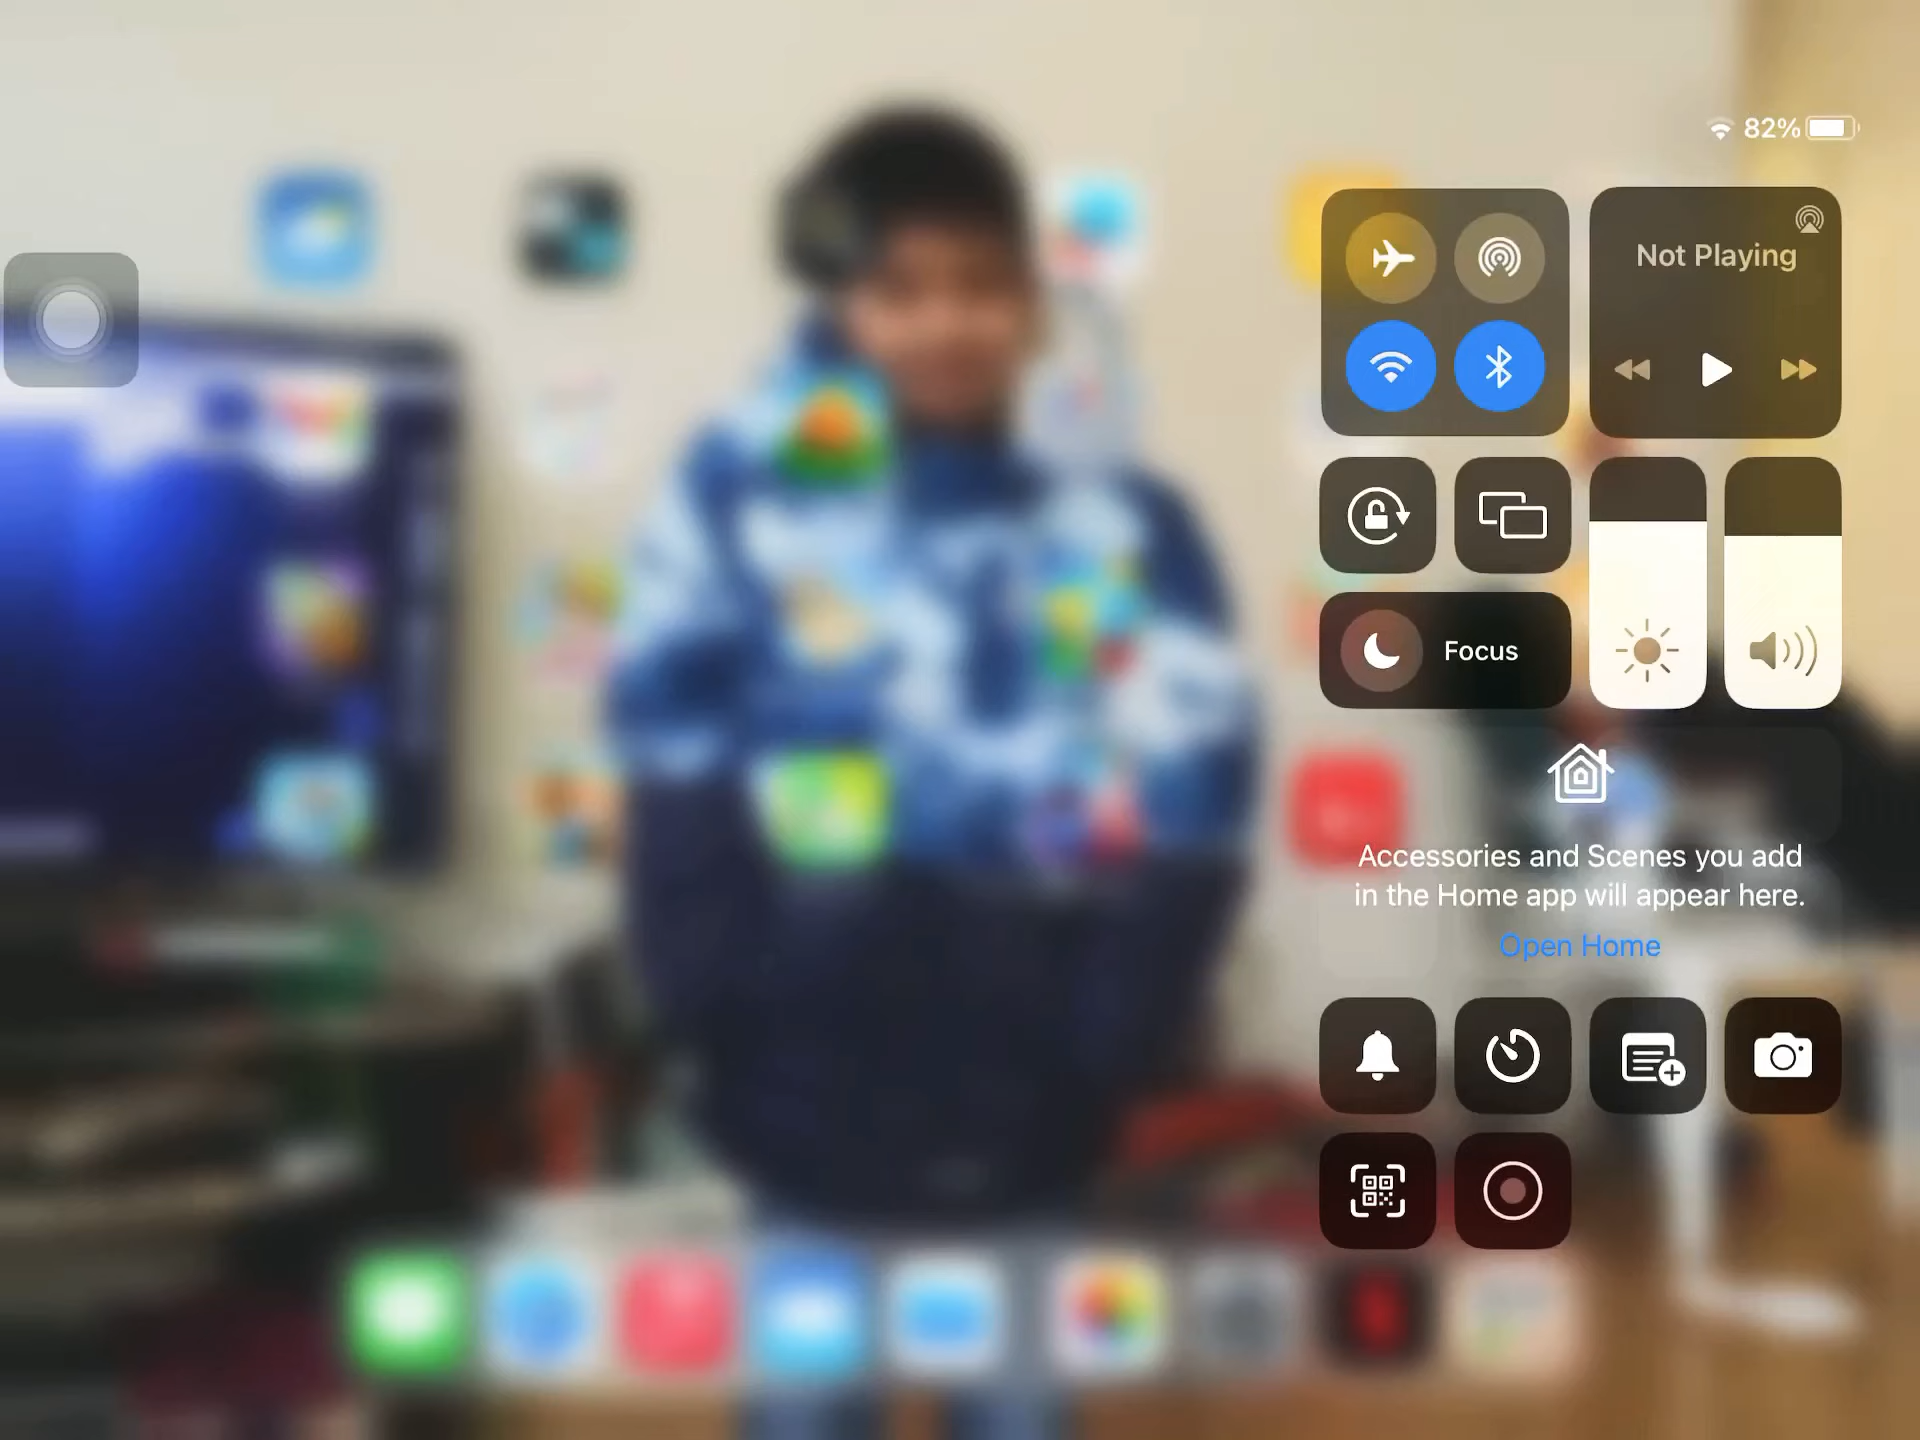 82%
Not Playing
Focus
Accessories and Scenes you add
in the Home app will appear here.
Open Home